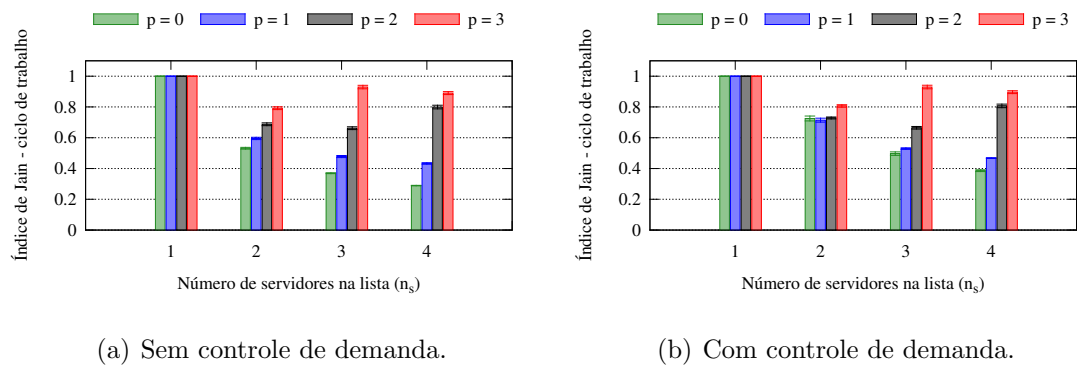 p = 0 p = 1 p = 2 p = 3
Índice de Jain - ciclo de trabalho
1
0.8
0.6
0.4
0.2
0
1 2 3 4
Número de servidores na lista (ns)
(a) Sem controle de demanda.
p = 0 p = 1 p = 2 p = 3
Índice de Jain - ciclo de trabalho
1
0.8
0.6
0.4
0.2
0
1 2 3 4
Número de servidores na lista (ns)
(b) Com controle de demanda.